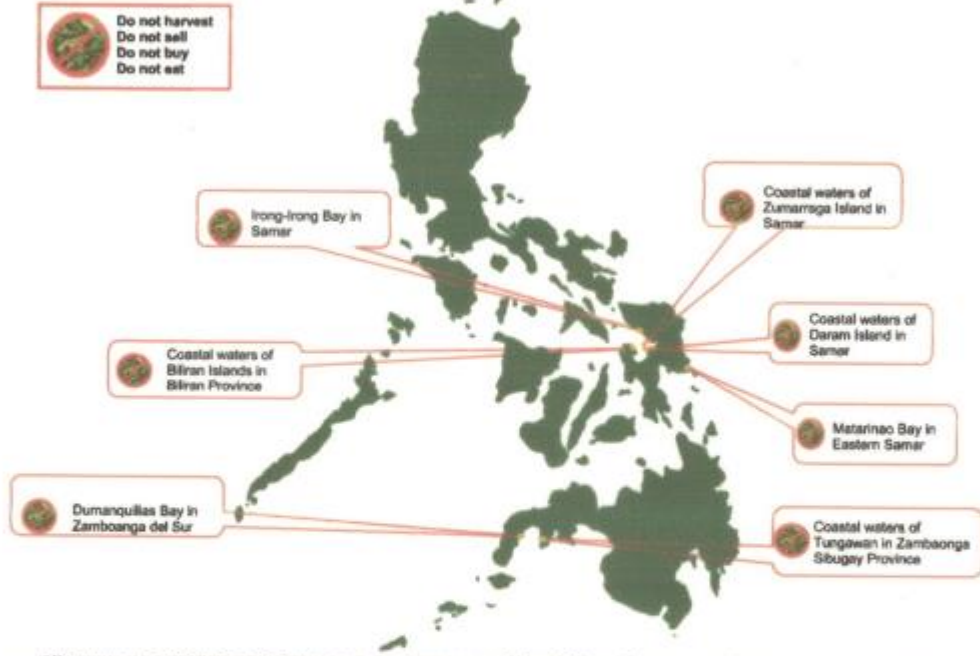 Do not harvest
Do not sell
Do not buy
Do not eat
Irong-Irong Bay in
Samar
Coastal waters of
Zumarraga Island in
Samar
Coastal waters of
Daram Island in
Samar
Coastal waters of
Biliran Islands in
Biliran Province
Matarinao Bay in
Eastern Samar
Dumanquilias Bay in
Zamboanga del Sur
Coastal waters of
Tungawan in Zambaonga
Sibugay Province